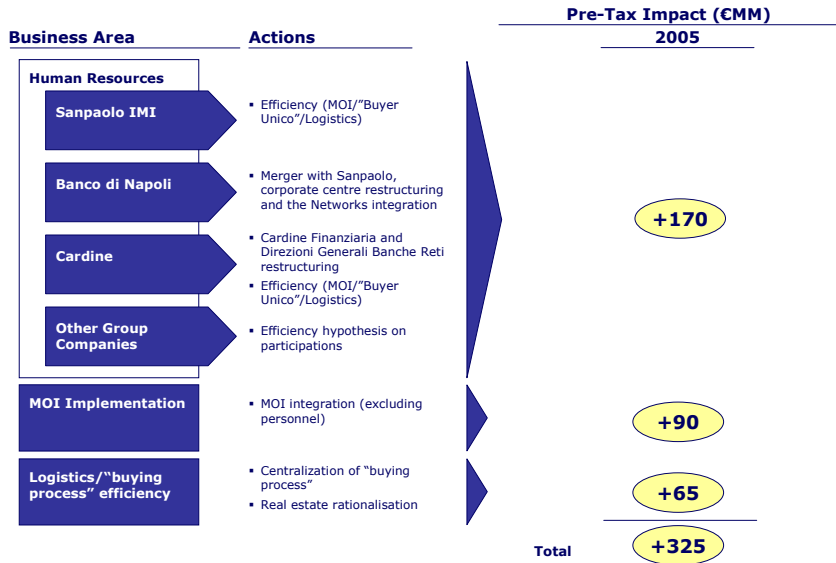 Pre-Tax Impact (€MM)
Business Area
Actions
2005
Human Resources
Sanpaolo IMI
▪ Efficiency (MOI/”Buyer
Unico”/Logistics)
Banco di Napoli
▪ Merger with Sanpaolo,
corporate centre restructuring
and the Networks integration
+170
Cardine
▪ Cardine Finanziaria and
Direzioni Generali Banche Reti
restructuring
▪ Efficiency (MOI/”Buyer
Unico”/Logistics)
Other Group
Companies
▪ Efficiency hypothesis on
participations
MOI Implementation
▪ MOI integration (excluding
personnel)
+90
Logistics/“buying
process” efficiency
▪ Centralization of “buying
process”
▪ Real estate rationalisation
+65
Total
+325